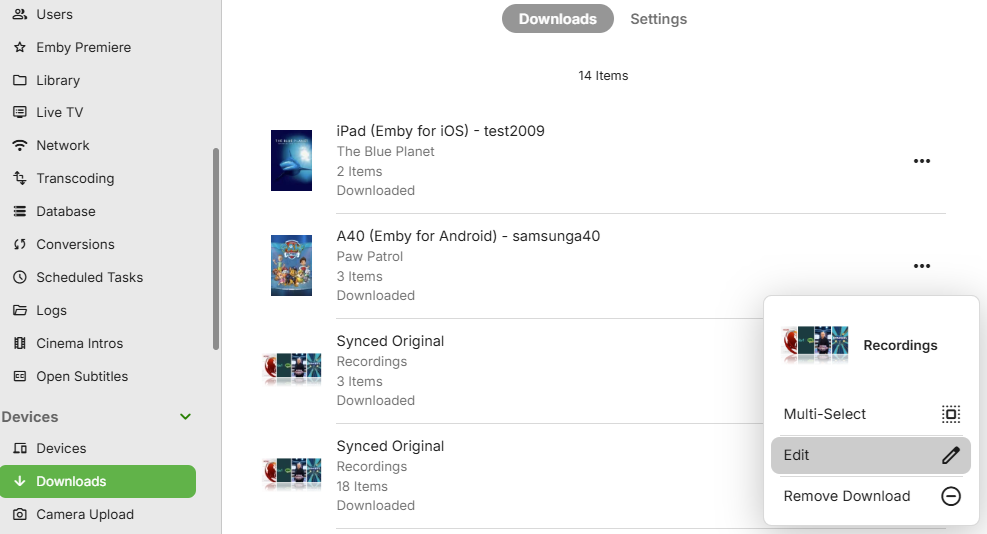 Users
Emby Premiere
Library
Live TV
Network
Transcoding
Database
Conversions
Scheduled Tasks
Logs
Cinema Intros
Open Subtitles
Devices
Devices
Downloads
Camera Upload
Downloads Settings
14 Items
iPad (Emby for iOS) - test2009
The Blue Planet
2 Items
Downloaded
A40 (Emby for Android) - samsunga40
Paw Patrol
3 Items
Downloaded
Synced Original
Recordings
3 Items
Downloaded
Synced Original
Recordings
18 Items
Downloaded
Recordings
Multi-Select
Edit
Remove Download